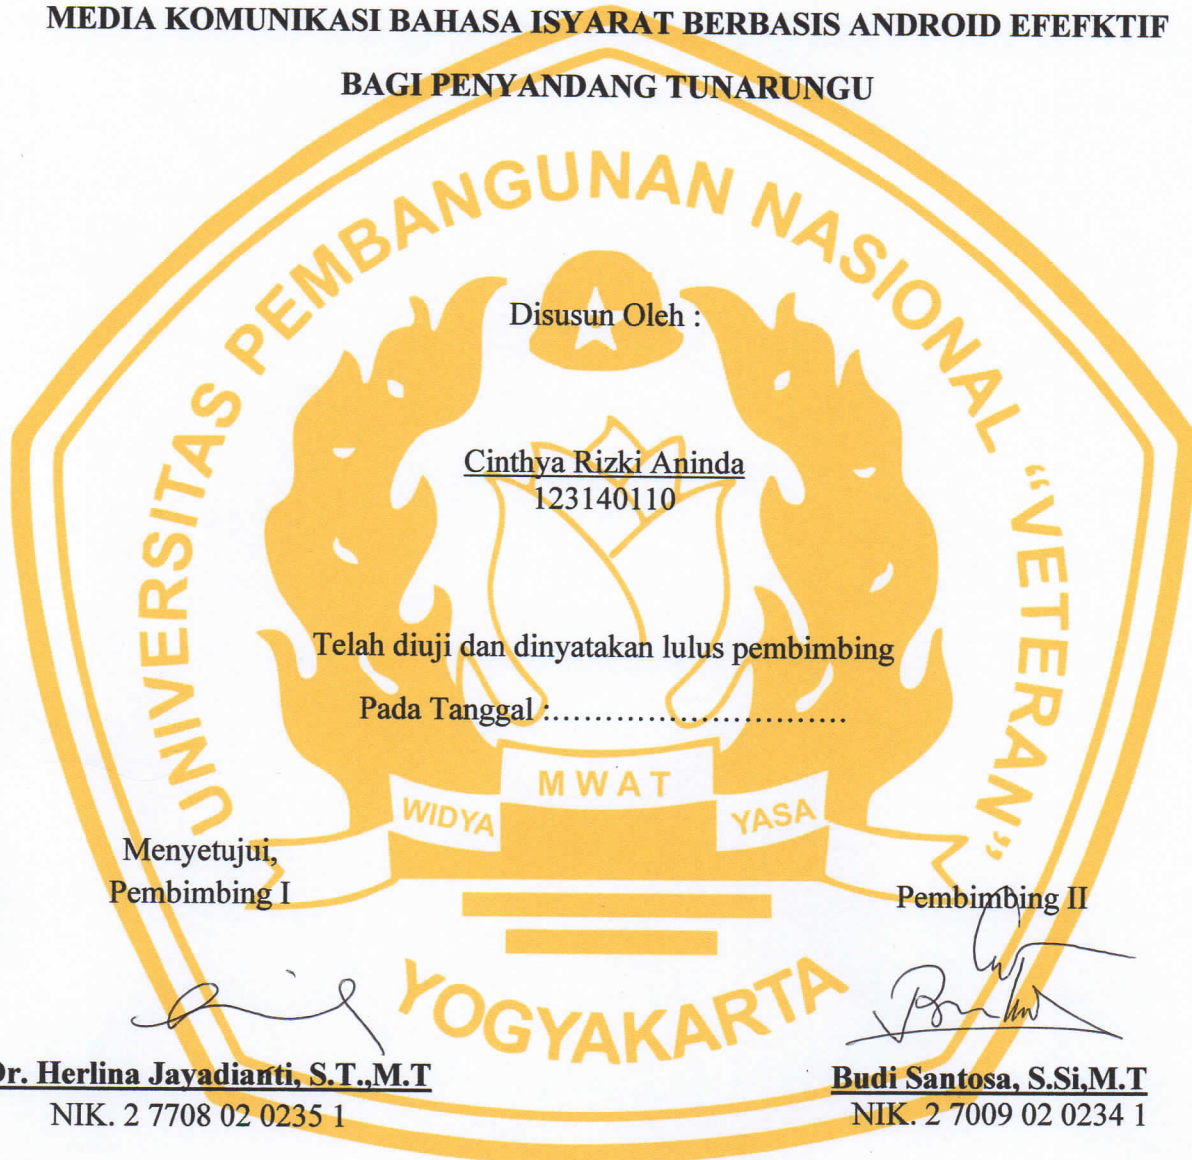 MEDIA KOMUNIKASI BAHASA ISYARAT BERBASIS ANDROID EFEFKTIF
BAGI PENYANDANG TUNARUNGU
UNIVERSITAS PEMBANGUNAN NASIONAL “VETERAN”
Disusun Oleh :
Cinthya Rizki Aninda
123140110
Telah diuji dan dinyatakan lulus pembimbing
Pada Tanggal :............................
WIDYA MWAT YASA
Menyetujui,
Pembimbing I
Pembimbing II
YOGYAKARTA
Dr. Herlina Jayadianti, S.T.,M.T
NIK. 2 7708 02 0235 1
Budi Santosa, S.Si,M.T
NIK. 2 7009 02 0234 1